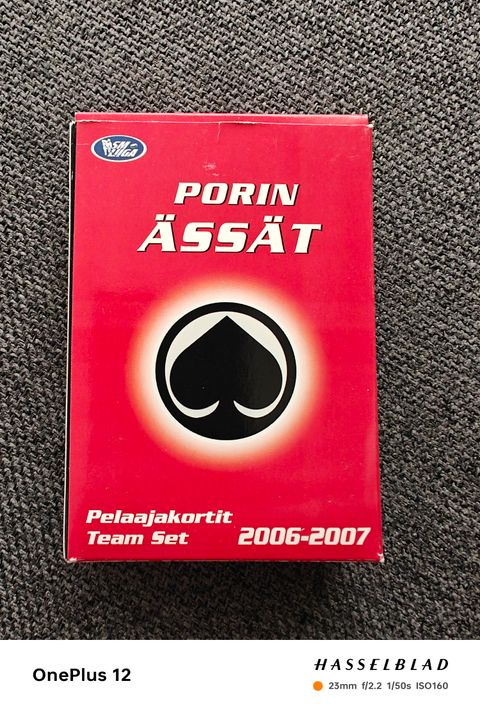 SM-
LIIGA
PORIN
ÄSSÄT
Pelaajakortit
Team Set 2006-2007
OnePlus 12
HASSELBLAD
23mm f/2.2 1/50s ISO160